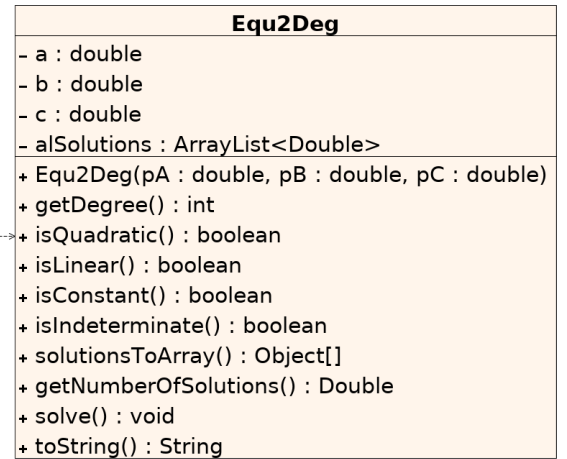 Equ2Deg
– a : double
– b : double
– c : double
– alSolutions : ArrayList<Double>
+ Equ2Deg(pA : double, pB : double, pC : double)
+ getDegree() : int
+ isQuadratic() : boolean
+ isLinear() : boolean
+ isConstant() : boolean
+ isIndeterminate() : boolean
+ solutionsToArray() : Object[]
+ getNumberOfSolutions() : Double
+ solve() : void
+ toString() : String